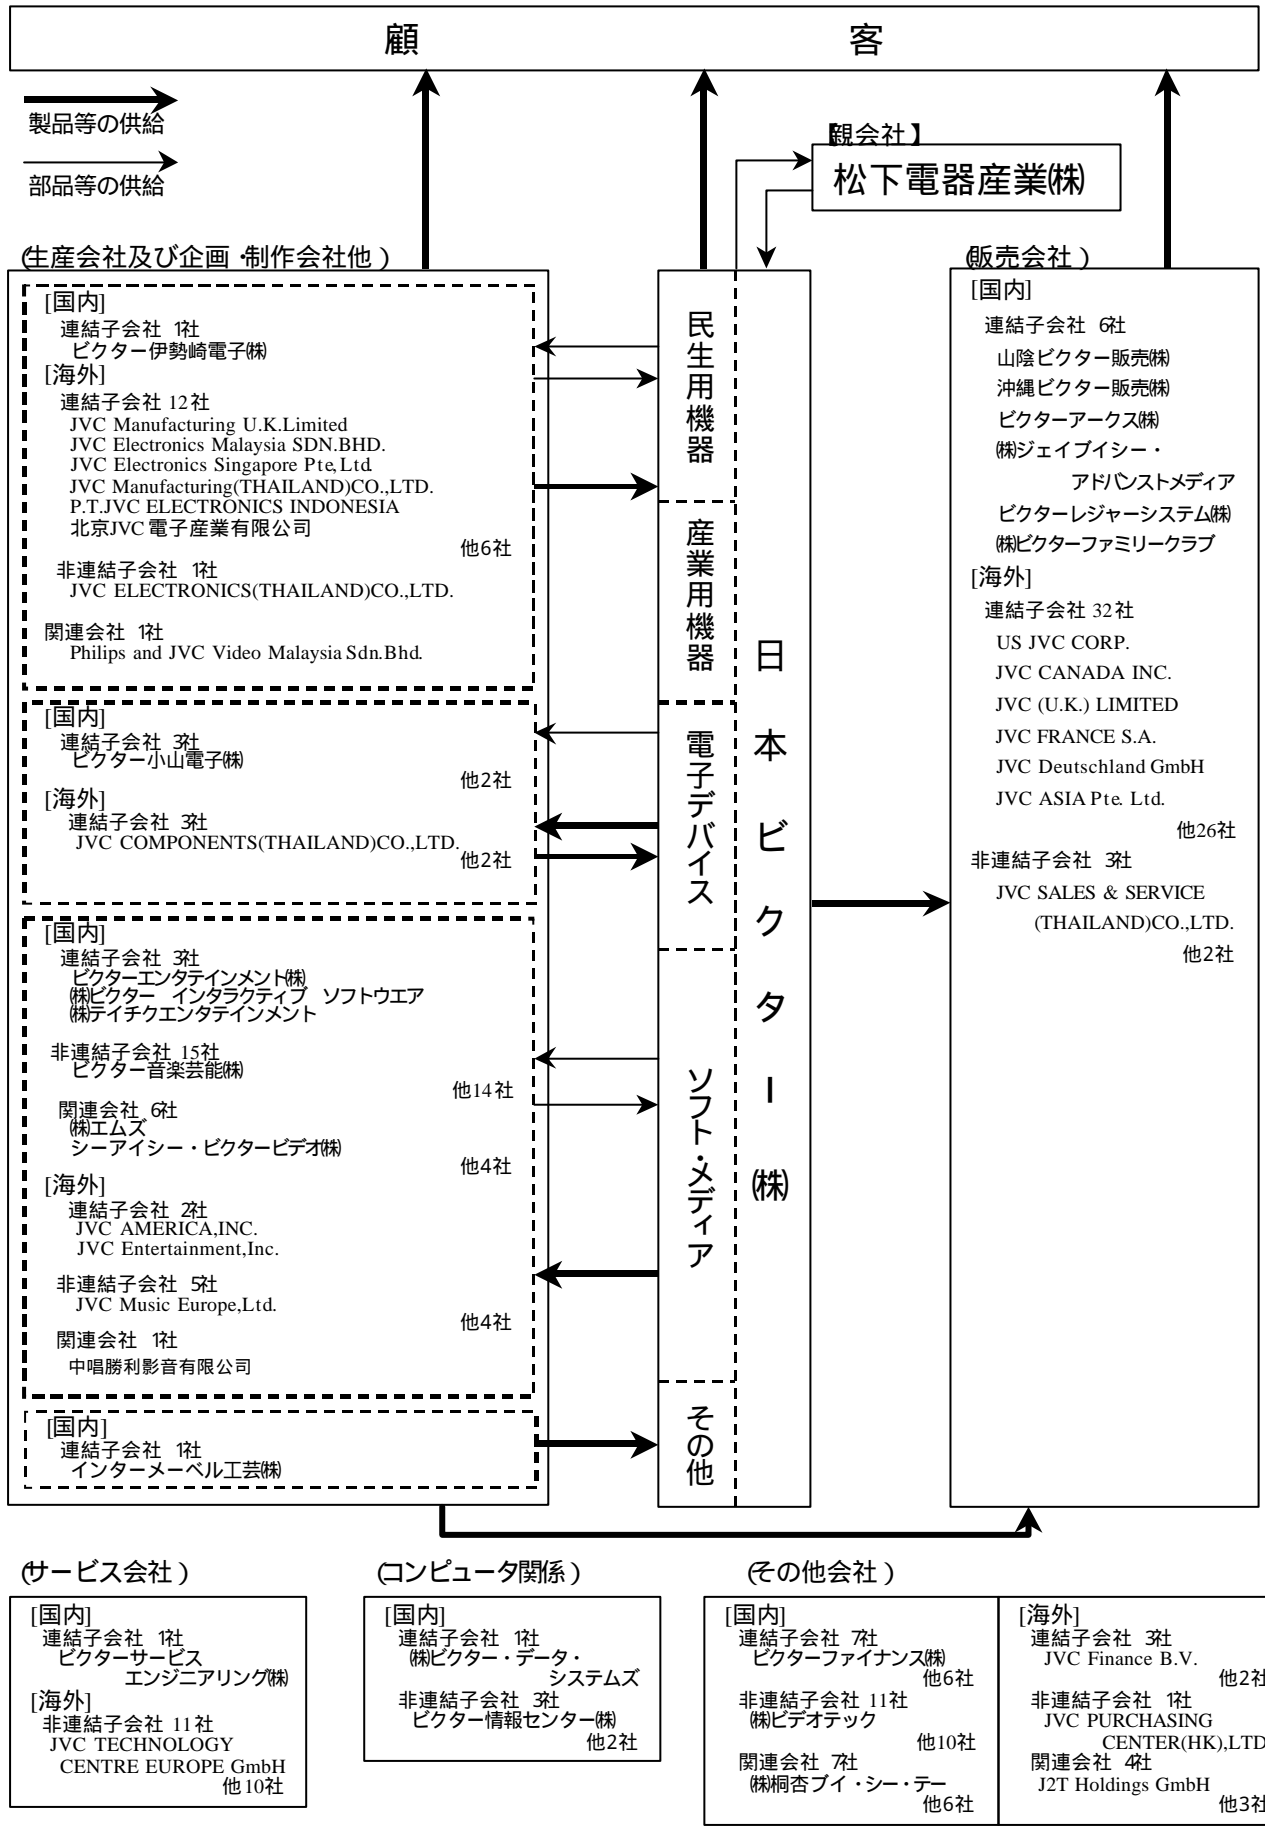 顧客
製品等の供給
部品等の供給
【親会社】
松下電器産業㈱
(生産会社及び企画・制作会社他)
[国内]
連結子会社 1社
ビクター伊勢崎電子㈱
[海外]
連結子会社 12社
JVC Manufacturing U.K.Limited
JVC Electronics Malaysia SDN.BHD.
JVC Electronics Singapore Pte,Ltd
JVC Manufacturing(THAILAND)CO.,LTD.
P.T.JVC ELECTRONICS INDONESIA
北京JVC電子産業有限公司
他6社
非連結子会社 1社
JVC ELECTRONICS(THAILAND)CO.,LTD.
関連会社 1社
Philips and JVC Video Malaysia Sdn.Bhd.
[国内]
連結子会社 3社
ビクター小山電子㈱
他2社
[海外]
連結子会社 3社
JVC COMPONENTS(THAILAND)CO.,LTD.
他2社
[国内]
連結子会社 3社
ビクターエンタテインメント㈱
㈱ビクター インタラクティブ ソフトウエア
㈱テイチクエンタテインメント
非連結子会社 15社
ビクター音楽芸能㈱
他14社
関連会社 6社
㈱エムズ
シーアイシー・ビクタービデオ㈱
他4社
[海外]
連結子会社 2社
JVC AMERICA,INC.
JVC Entertainment,Inc.
非連結子会社 5社
JVC Music Europe,Ltd.
他4社
関連会社 1社
中唱勝利影音有限公司
[国内]
連結子会社 1社
インターメーベル工芸㈱
民生用機器
産業用機器
電子デバイス
ソフト・メディア
その他
日本ビクター㈱
(販売会社)
[国内]
連結子会社 6社
山陰ビクター販売㈱
沖縄ビクター販売㈱
ビクターアークス㈱
㈱ジェイブイシー・
アドバンストメディア
ビクターレジャーシステム㈱
㈱ビクターファミリークラブ
[海外]
連結子会社 32社
US JVC CORP.
JVC CANADA INC.
JVC (U.K.) LIMITED
JVC FRANCE S.A.
JVC Deutschland GmbH
JVC ASIA Pte. Ltd.
他26社
非連結子会社 3社
JVC SALES & SERVICE
(THAILAND)CO.,LTD.
他2社
(サービス会社)
[国内]
連結子会社 1社
ビクターサービス
エンジニアリング㈱
[海外]
非連結子会社 11社
JVC TECHNOLOGY
CENTRE EUROPE GmbH
他10社
(コンピュータ関係)
[国内]
連結子会社 1社
㈱ビクター・データ・
システムズ
非連結子会社 3社
ビクター情報センター㈱
他2社
(その他会社)
[国内]
連結子会社 7社
ビクターファイナンス㈱
他6社
非連結子会社 11社
㈱ビデオテック
他10社
関連会社 7社
㈱桐杏ブイ・シー・テー
他6社
[海外]
連結子会社 3社
JVC Finance B.V.
他2社
非連結子会社 1社
JVC PURCHASING
CENTER(HK),LTD
関連会社 4社
J2T Holdings GmbH
他3社